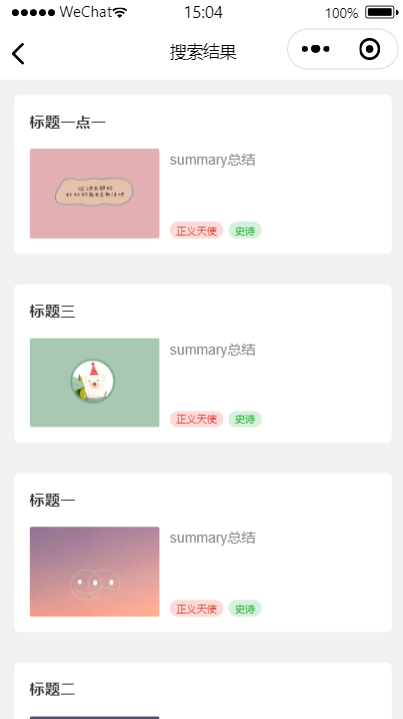 WeChat
15:04
100%
搜索结果
标题一点一
summary总结
正义天使 史诗
标题三
summary总结
正义天使 史诗
标题一
summary总结
正义天使 史诗
标题二